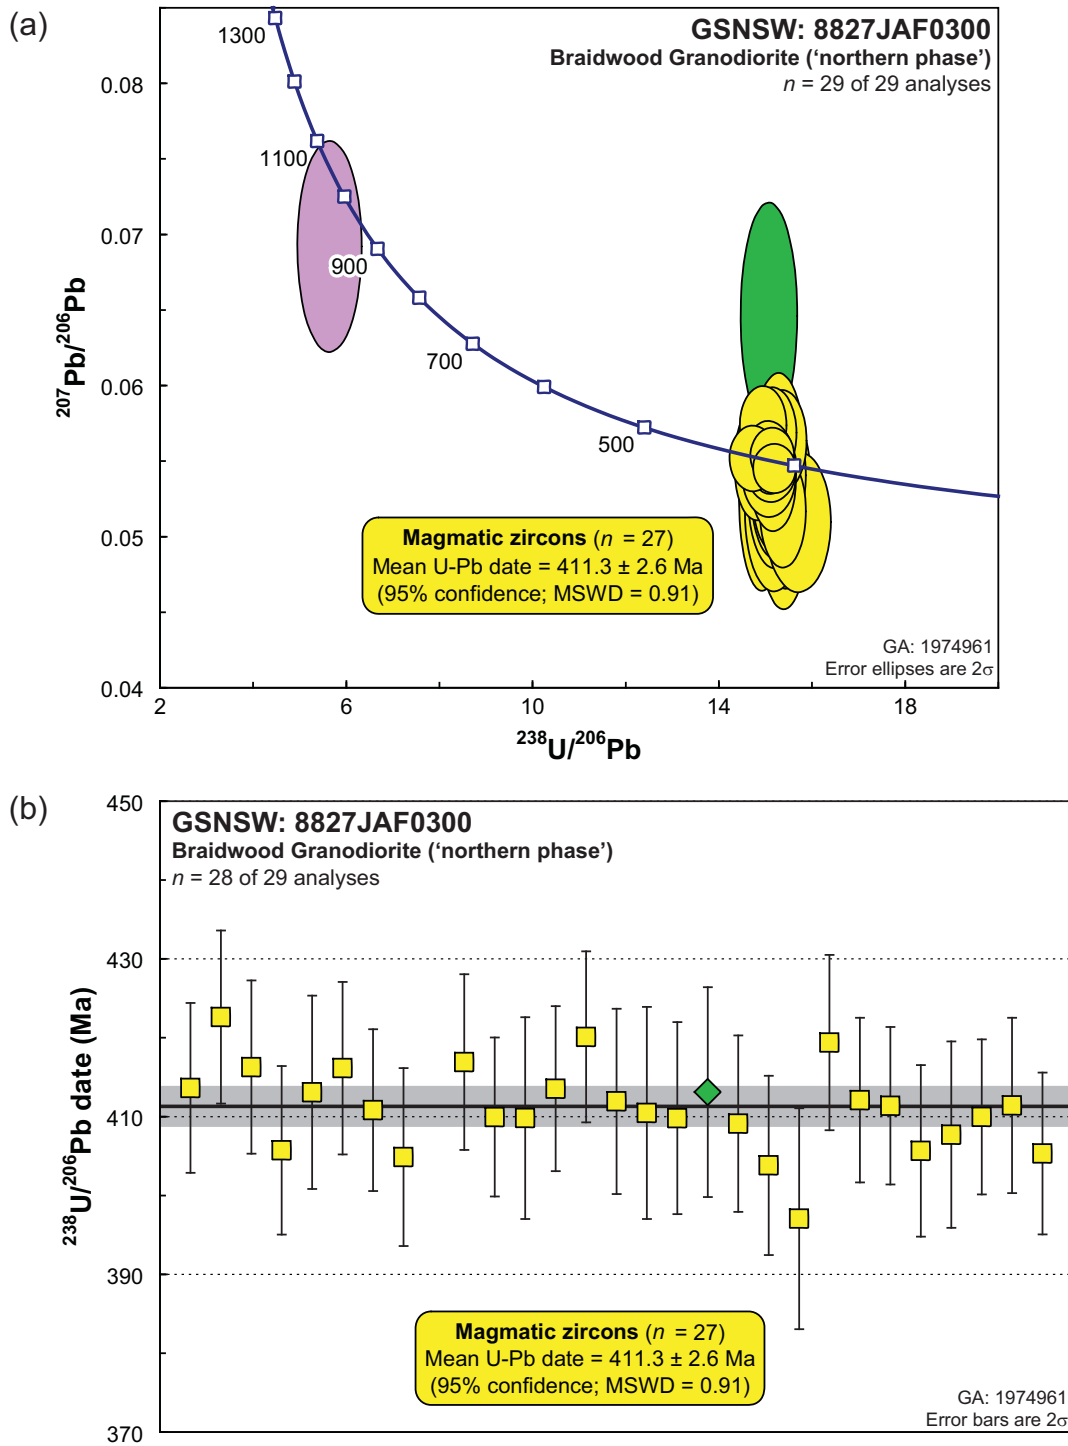 (a)
GSNSW: 8827JAF0300
Braidwood Granodiorite (‘northern phase’)
n = 29 of 29 analyses
1300
1100
900
700
500
0.08
0.07
0.06
0.05
0.04
²⁰⁷Pb/²⁰⁶Pb
Magmatic zircons (n = 27)
Mean U-Pb date = 411.3 ± 2.6 Ma
(95% confidence; MSWD = 0.91)
GA: 1974961
Error ellipses are 2σ
2
6
10
14
18
²³⁸U/²⁰⁶Pb
(b)
GSNSW: 8827JAF0300
Braidwood Granodiorite (‘northern phase’)
n = 28 of 29 analyses
450
430
410
390
370
²³⁸U/²⁰⁶Pb date (Ma)
Magmatic zircons (n = 27)
Mean U-Pb date = 411.3 ± 2.6 Ma
(95% confidence; MSWD = 0.91)
GA: 1974961
Error bars are 2σ